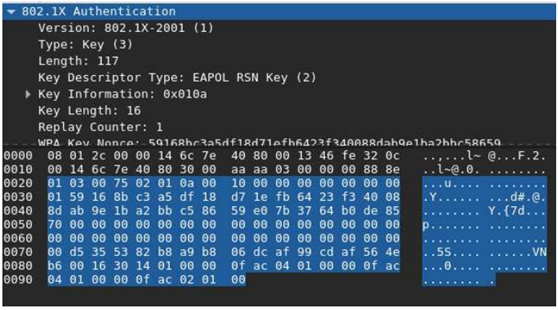 802.1X Authentication
Version: 802.1X-2001 (1)
Type: Key (3)
Length: 117
Key Descriptor Type: EAPOL RSN Key (2)
Key Information: 0x010a
Key Length: 16
Replay Counter: 1
WPA Key Nonce: 59168bc3a5df18d71efb6423f340088dab9e1ba2bbc58659
0000 08 01 2c 00 00 14 6c 7e 40 80 00 13 46 fe 32 0c ..,...l~ @...F.2.
0010 00 14 6c 7e 40 80 30 00 aa aa 03 00 00 00 88 8e ..l~@.0. ........
0020 01 03 00 75 02 01 0a 00 10 00 00 00 00 00 00 00 ...u.... ........
0030 01 59 16 8b c3 a5 df 18 d7 1e fb 64 23 f3 40 08 .Y...... ...d#.@.
0040 8d ab 9e 1b a2 bb c5 86 59 e0 7b 37 64 b0 de 85 ........ Y.{7d...
0050 70 00 00 00 00 00 00 00 00 00 00 00 00 00 00 00 p....... ........
0060 00 00 00 00 00 00 00 00 00 00 00 00 00 00 00 00 ........ ........
0070 00 d5 35 53 82 b8 a9 b8 06 dc af 99 cd af 56 4e ..5S.... ......VN
0080 b6 00 16 30 14 01 00 00 0f ac 04 01 00 00 0f ac ...0.... ........
0090 04 01 00 00 0f ac 02 01 00 ........ .